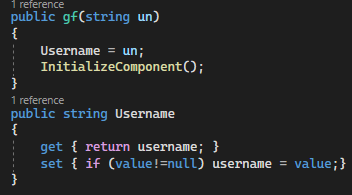 1 reference
public gf(string un)
{
Username = un;
InitializeComponent();
}
1 reference
public string Username
{
get { return username; }
set { if (value!=null) username = value;}
}